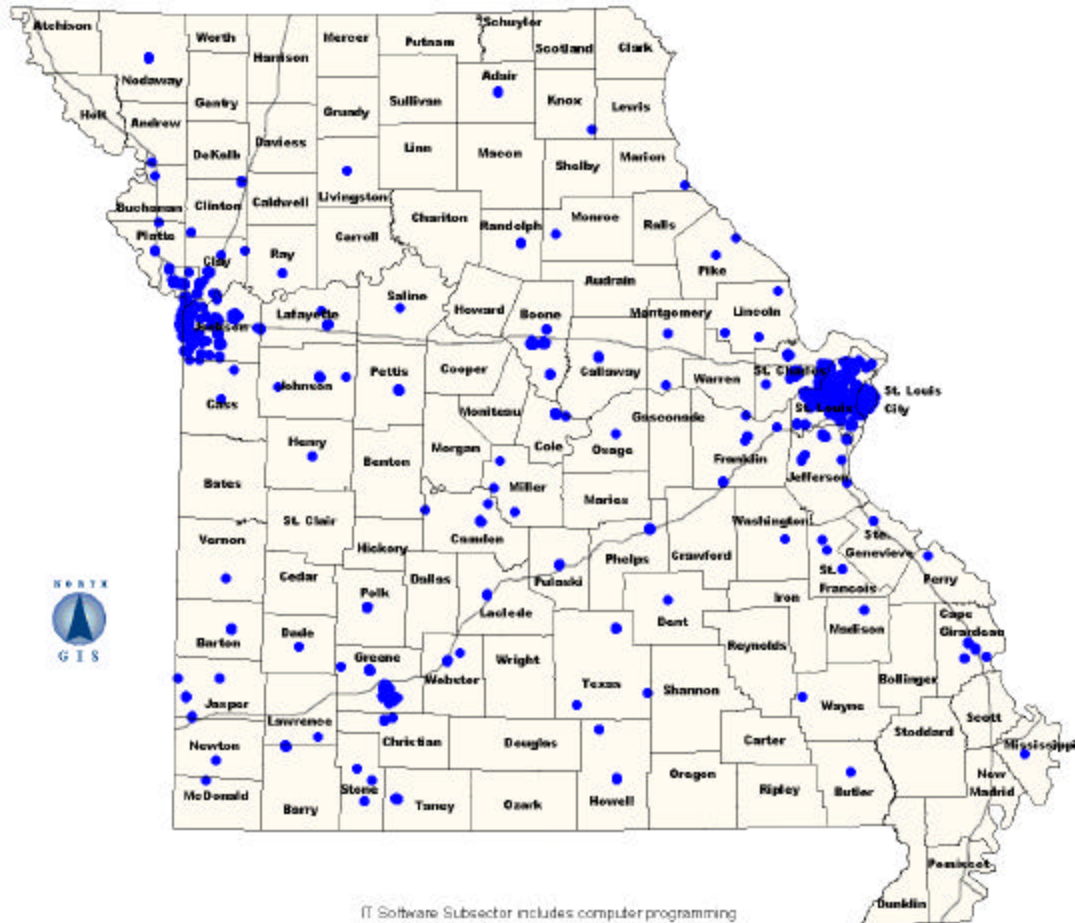 Atchison
Worth
Mercer
Putnam
Schuyler
Scotland
Clark
Harrison
Nodaway
Adair
Gentry
Sullivan
Knox
Lewis
Holt
Andrew
Grundy
DeKalb
Daviess
Linn
Macon
Shelby
Marion
Buchanan
Clinton
Caldwell
Livingston
Chariton
Randolph
Monroe
Ralls
Platte
Carroll
Clay
Ray
Pike
Audrain
Saline
Howard
Boone
Montgomery
Lincoln
Lafayette
Jackson
Cooper
Callaway
Warren
St. Charles
St. Louis
City
Johnson
Pettis
Cass
Moniteau
Gasconade
St. Louis
Henry
Morgan
Cole
Osage
Franklin
Benton
Bates
Miller
Jefferson
Maries
St. Clair
Washington
Vernon
Camden
Ste.
Genevieve
Hickory
Phelps
Crawford
Cedar
Dallas
Pulaski
St.
Francois
Perry
Polk
Laclede
Iron
NORTH
GIS
Barton
Dade
Dent
Madison
Cape
Girardeau
Greene
Webster
Wright
Reynolds
Texas
Shannon
Bollinger
Jasper
Wayne
Lawrence
Scott
Newton
Christian
Douglas
Carter
Stoddard
Mississippi
McDonald
Barry
Stone
Taney
Ozark
Howell
Oregon
Ripley
Butler
New
Madrid
Pemiscot
Dunklin
IT Software Subsector includes computer programming